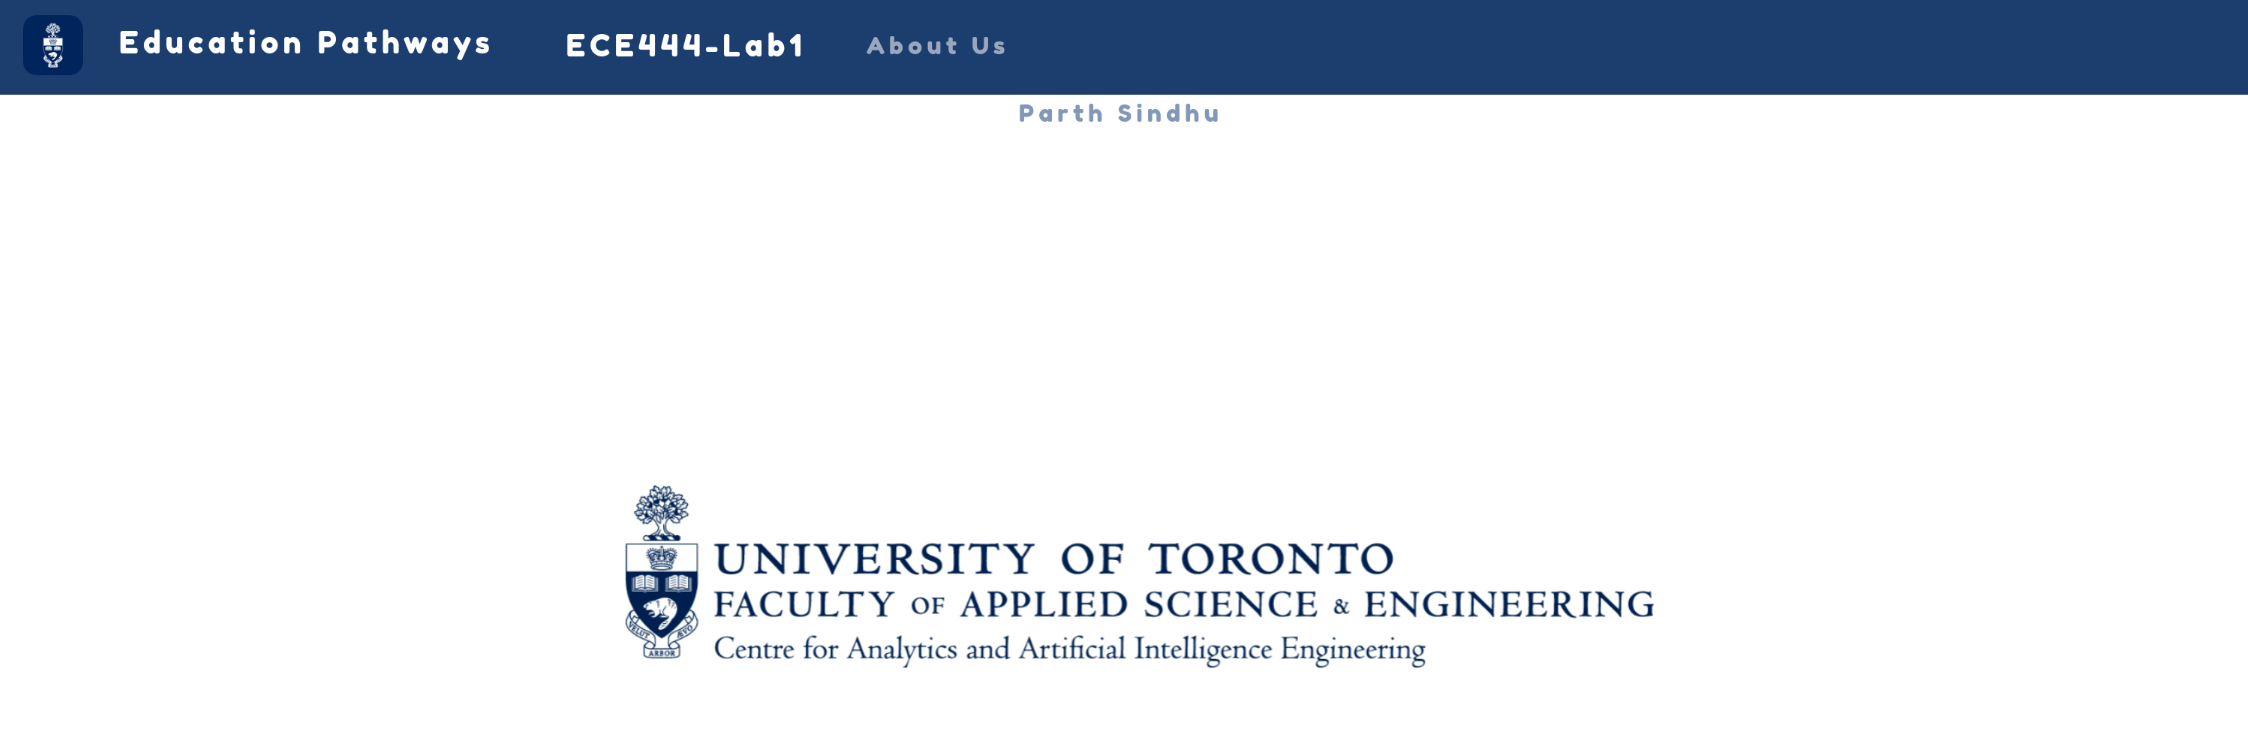 Education Pathways ECE444-Lab1 About Us
Parth Sindhu
UNIVERSITY OF TORONTO
FACULTY OF APPLIED SCIENCE & ENGINEERING
Centre for Analytics and Artificial Intelligence Engineering
VELUT ARBOR ÆVO